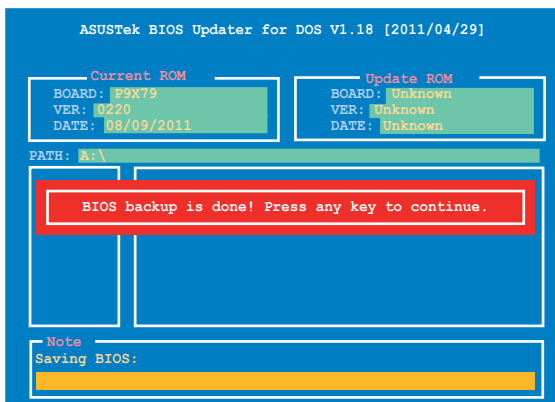 ASUSTek BIOS Updater for DOS V1.18 [2011/04/29]
Current ROM
BOARD: P9X79
VER: 0220
DATE: 08/09/2011
Update ROM
BOARD: Unknown
VER: Unknown
DATE: Unknown
PATH: A:\
BIOS backup is done! Press any key to continue.
Note
Saving BIOS: